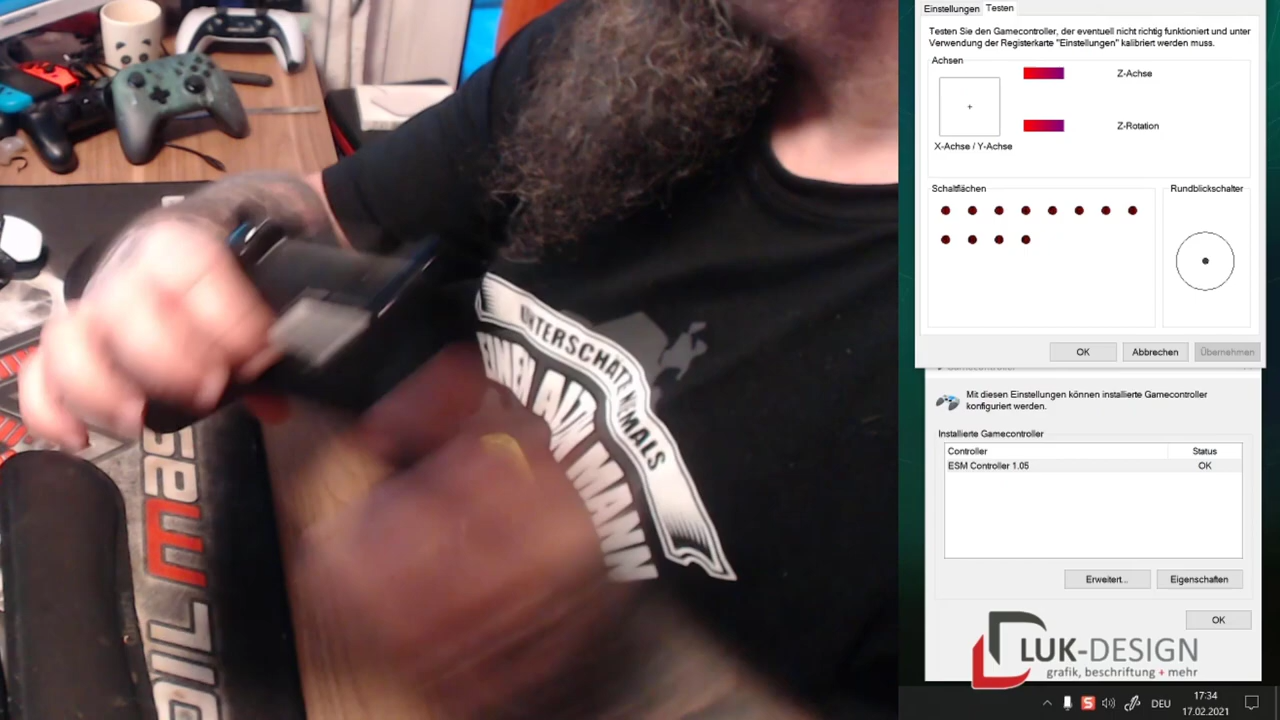 Einstellungen Testen
Testen Sie den Gamecontroller, der eventuell nicht richtig funktioniert und unter
Verwendung der Registerkarte "Einstellungen" kalibriert werden muss.
Achsen
Z-Achse
Z-Rotation
X-Achse / Y-Achse
Schaltflächen
Rundblickschalter
OK
Abbrechen
Übernehmen
Mit diesen Einstellungen können installierte Gamecontroller
konfiguriert werden.
Installierte Gamecontroller
Controller Status
ESM Controller 1.05 OK
Erweitert...
Eigenschaften
OK
LUK-DESIGN
grafik, beschriftung + mehr
DEU
17:34
17.02.2021
UNTERSCHÄTZ NIEMALS
EINEN ALTEN MANN